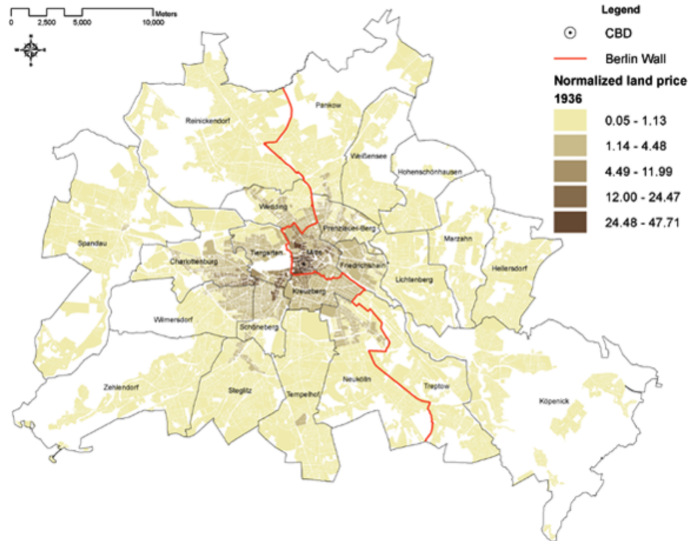 Meters
0 2,500 5,000 10,000
Legend
CBD
Berlin Wall
Normalized land price
1936
0.05 - 1.13
1.14 - 4.48
4.49 - 11.99
12.00 - 24.47
24.48 - 47.71
Reinickendorf
Pankow
Weißensee
Hohenschönhausen
Wedding
Prenzlauer-Berg
Marzahn
Spandau
Tiergarten
Mitte
Charlottenburg
Friedrichshain
Hellersdorf
Lichtenberg
Kreuzberg
Wilmersdorf
Schöneberg
Zehlendorf
Steglitz
Tempelhof
Neukölln
Treptow
Köpenick